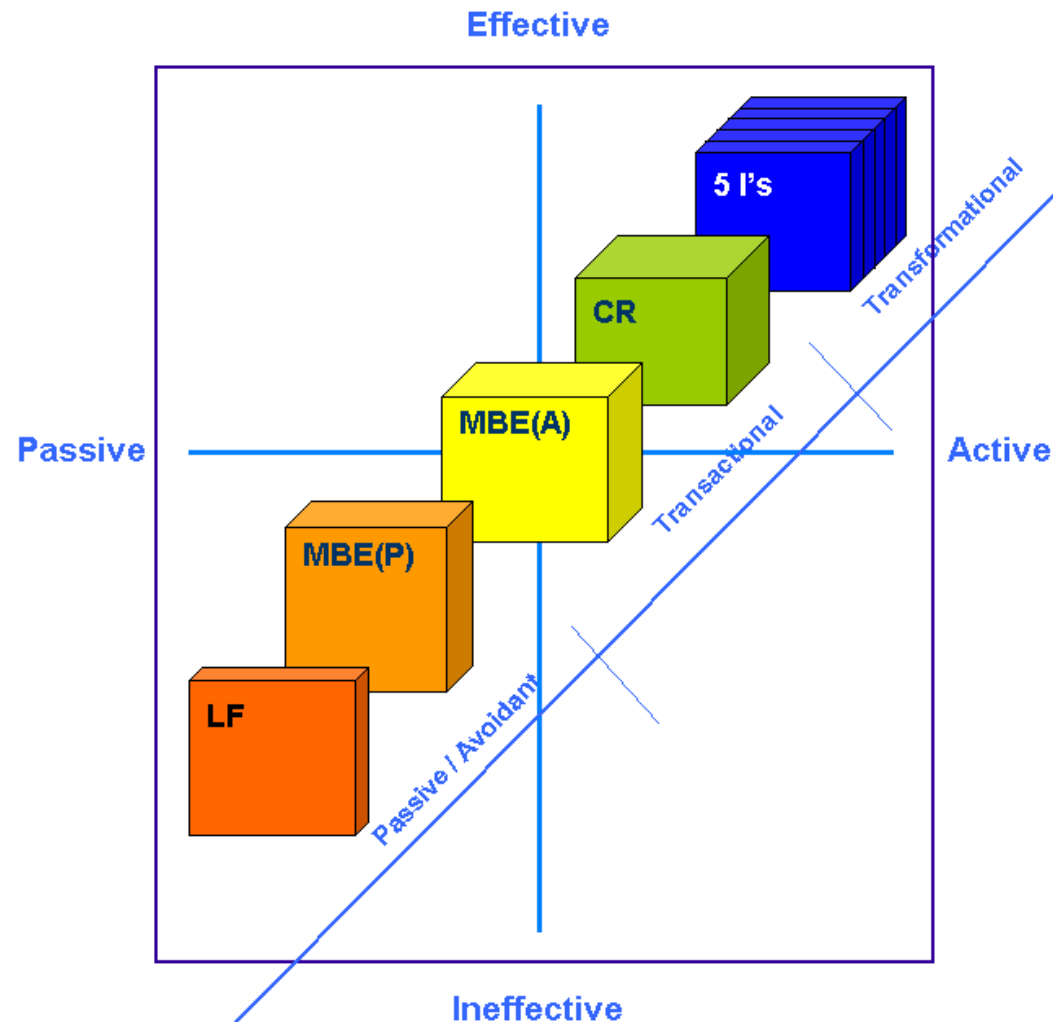 Effective
5 I's
Transformational
CR
MBE(A)
Passive
Active
Transactional
MBE(P)
Passive / Avoidant
LF
Ineffective